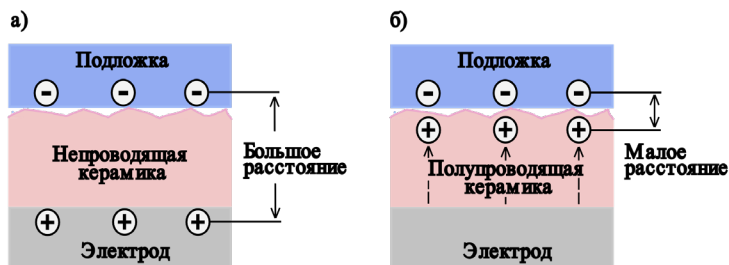 а)
Подложка
- - -
Непроводящая
керамика
Большое
расстояние
+ + +
Электрод
б)
Подложка
- - -
+ + +
Малое
расстояние
Полупроводящая
керамика
Электрод